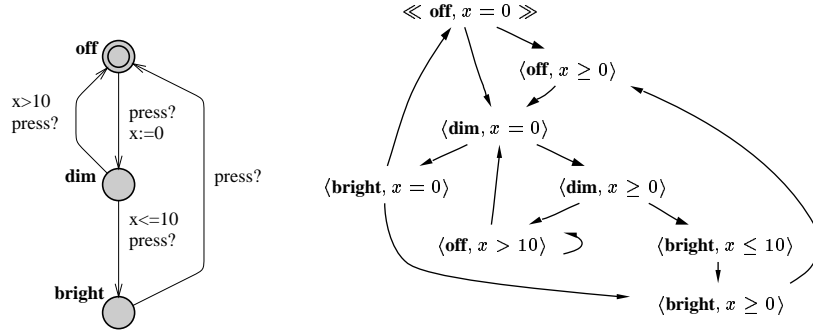 off
x>10
press?
press?
x:=0
dim
press?
x<=10
press?
bright
≪ off, x = 0 ≫
⟨off, x ≥ 0⟩
⟨dim, x = 0⟩
⟨bright, x = 0⟩
⟨dim, x ≥ 0⟩
⟨off, x > 10⟩
⟨bright, x ≤ 10⟩
⟨bright, x ≥ 0⟩